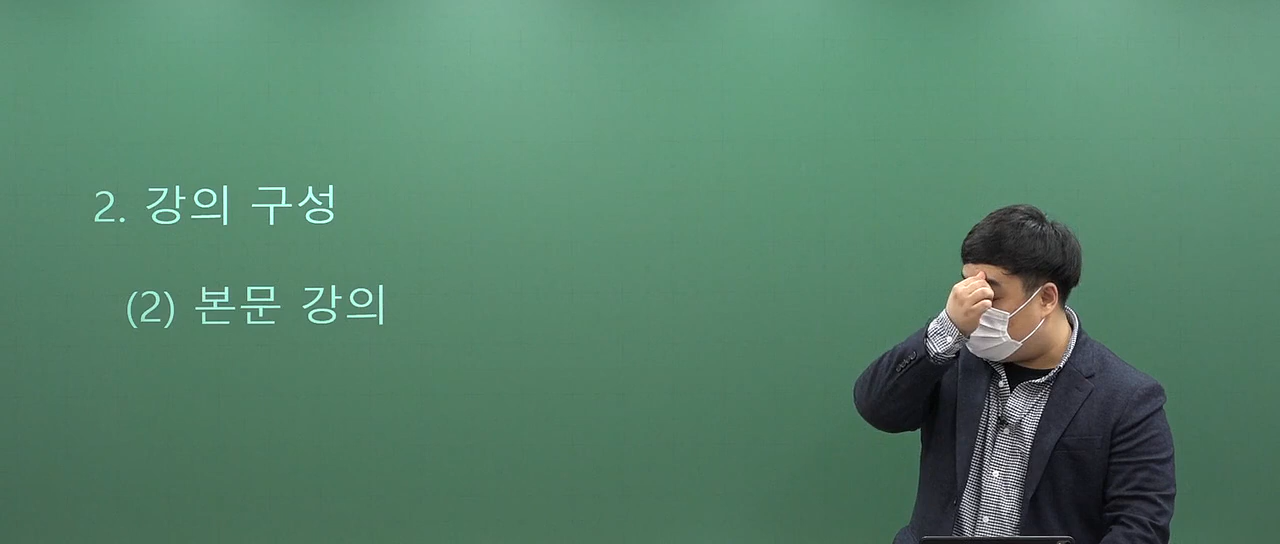 2. 강의 구성
(2) 본문 강의